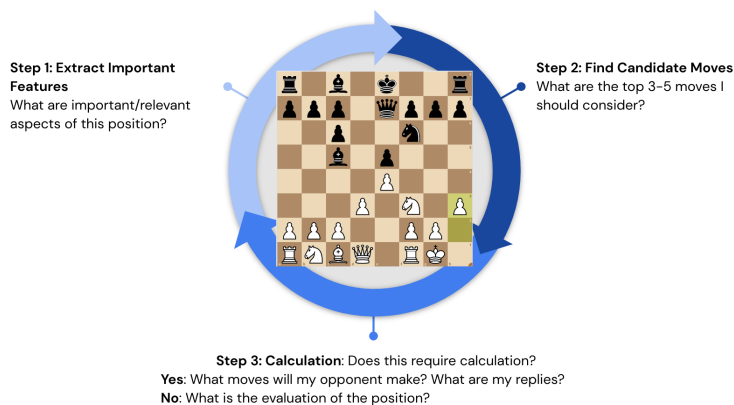 Step 1: Extract Important
Features
What are important/relevant
aspects of this position?
Step 2: Find Candidate Moves
What are the top 3-5 moves I
should consider?
Step 3: Calculation: Does this require calculation?
Yes: What moves will my opponent make? What are my replies?
No: What is the evaluation of the position?